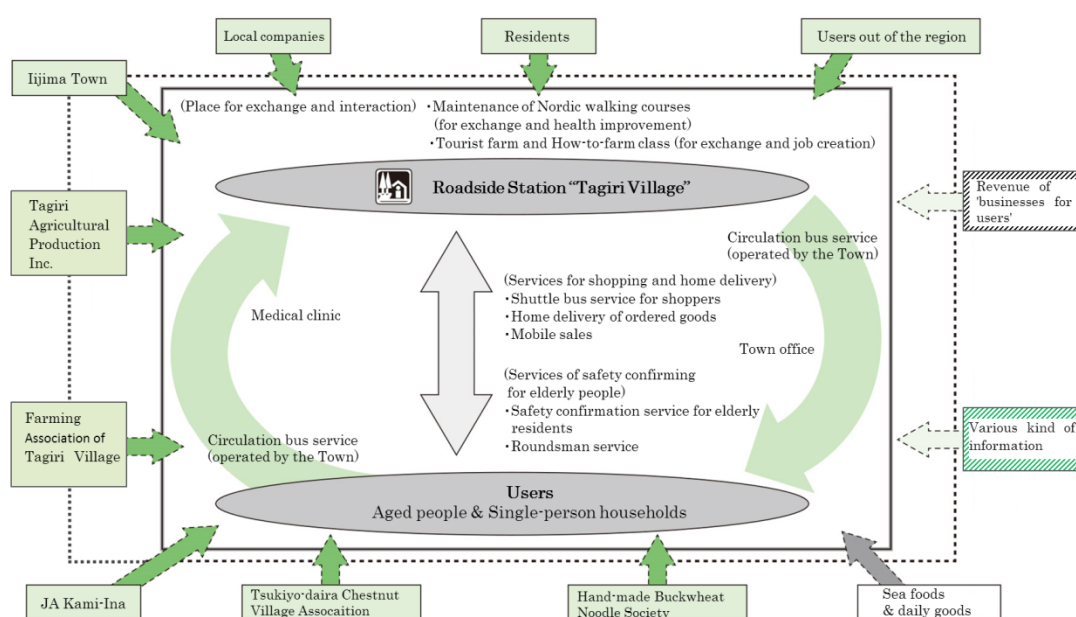 Local companies
Residents
Users out of the region
Iijima Town
(Place for exchange and interaction)
・Maintenance of Nordic walking courses
(for exchange and health improvement)
・Tourist farm and How-to-farm class (for exchange and job creation)
Roadside Station “Tagiri Village”
Tagiri
Agricultural
Production
Inc.
Revenue of
'businesses for
users'
Circulation bus service
(operated by the Town)
(Services for shopping and home delivery)
・Shuttle bus service for shoppers
・Home delivery of ordered goods
・Mobile sales
Medical clinic
Town office
(Services of safety confirming
for elderly people)
・Safety confirmation service for elderly
residents
・Roundsman service
Farming
Association of
Tagiri Village
Various kind of
information
Circulation bus service
(operated by the Town)
Users
Aged people & Single-person households
JA Kami-Ina
Tsukiyo-daira Chestnut
Village Assocaition
Hand-made Buckwheat
Noodle Society
Sea foods
& daily goods